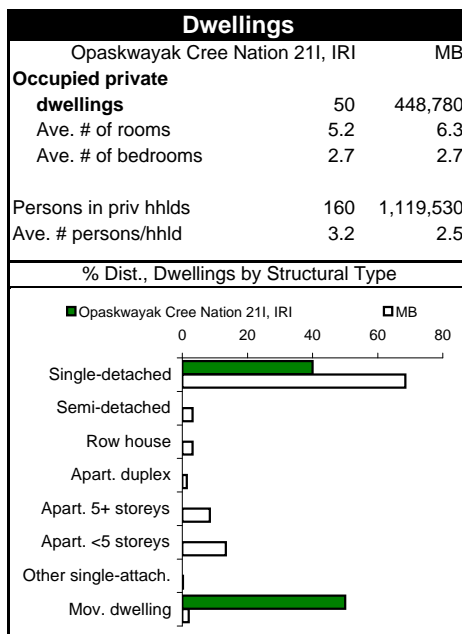 Dwellings
Opaskwayak Cree Nation 21I, IRI MB
Occupied private
dwellings 50 448,780
Ave. # of rooms 5.2 6.3
Ave. # of bedrooms 2.7 2.7
Persons in priv hhlds 160 1,119,530
Ave. # persons/hhld 3.2 2.5
% Dist., Dwellings by Structural Type
Opaskwayak Cree Nation 21I, IRI MB
0 20 40 60 80
Single-detached
Semi-detached
Row house
Apart. duplex
Apart. 5+ storeys
Apart. <5 storeys
Other single-attach.
Mov. dwelling